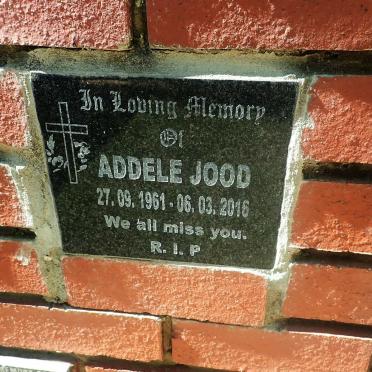 In Loving Memory
Of
ADDELE JOOD
27. 09. 1961 - 06. 03. 2016
We all miss you.
R. I. P